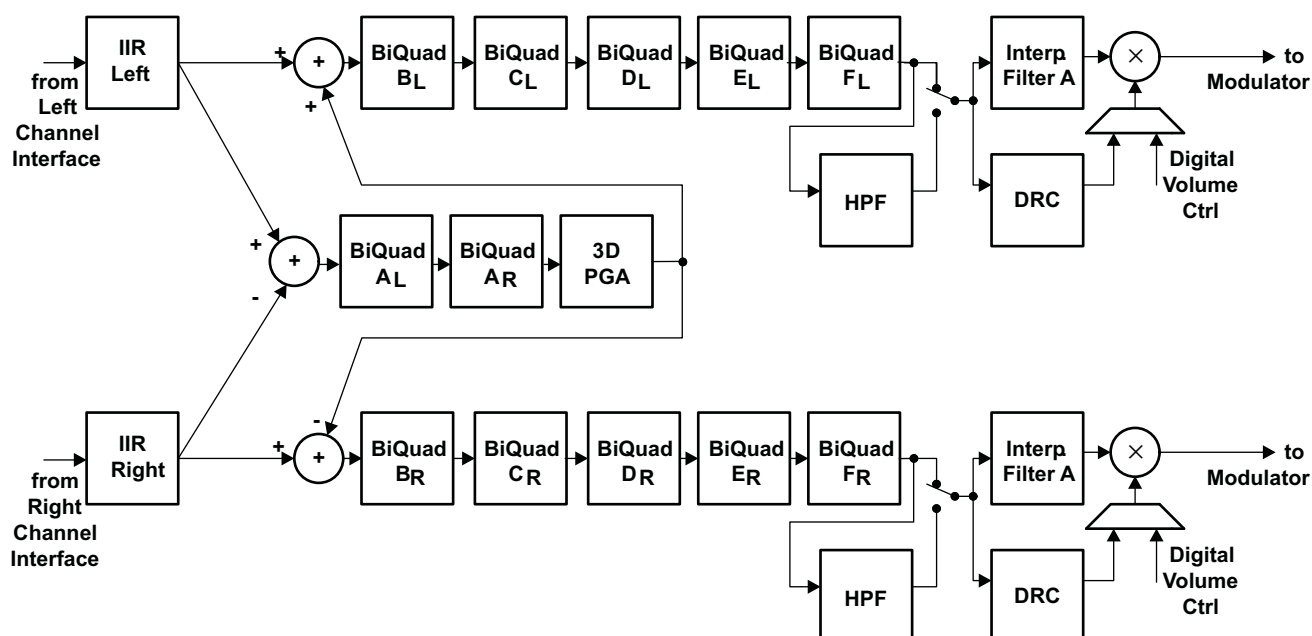 IIR
Left
from
Left
Channel
Interface
+
+
+
BiQuad
BL
BiQuad
CL
BiQuad
DL
BiQuad
EL
BiQuad
FL
HPF
Interp.
Filter A
DRC
×
to
Modulator
Digital
Volume
Ctrl
+
-
+
BiQuad
AL
BiQuad
AR
3D
PGA
IIR
Right
from
Right
Channel
Interface
+
-
+
BiQuad
BR
BiQuad
CR
BiQuad
DR
BiQuad
ER
BiQuad
FR
HPF
Interp.
Filter A
DRC
×
to
Modulator
Digital
Volume
Ctrl